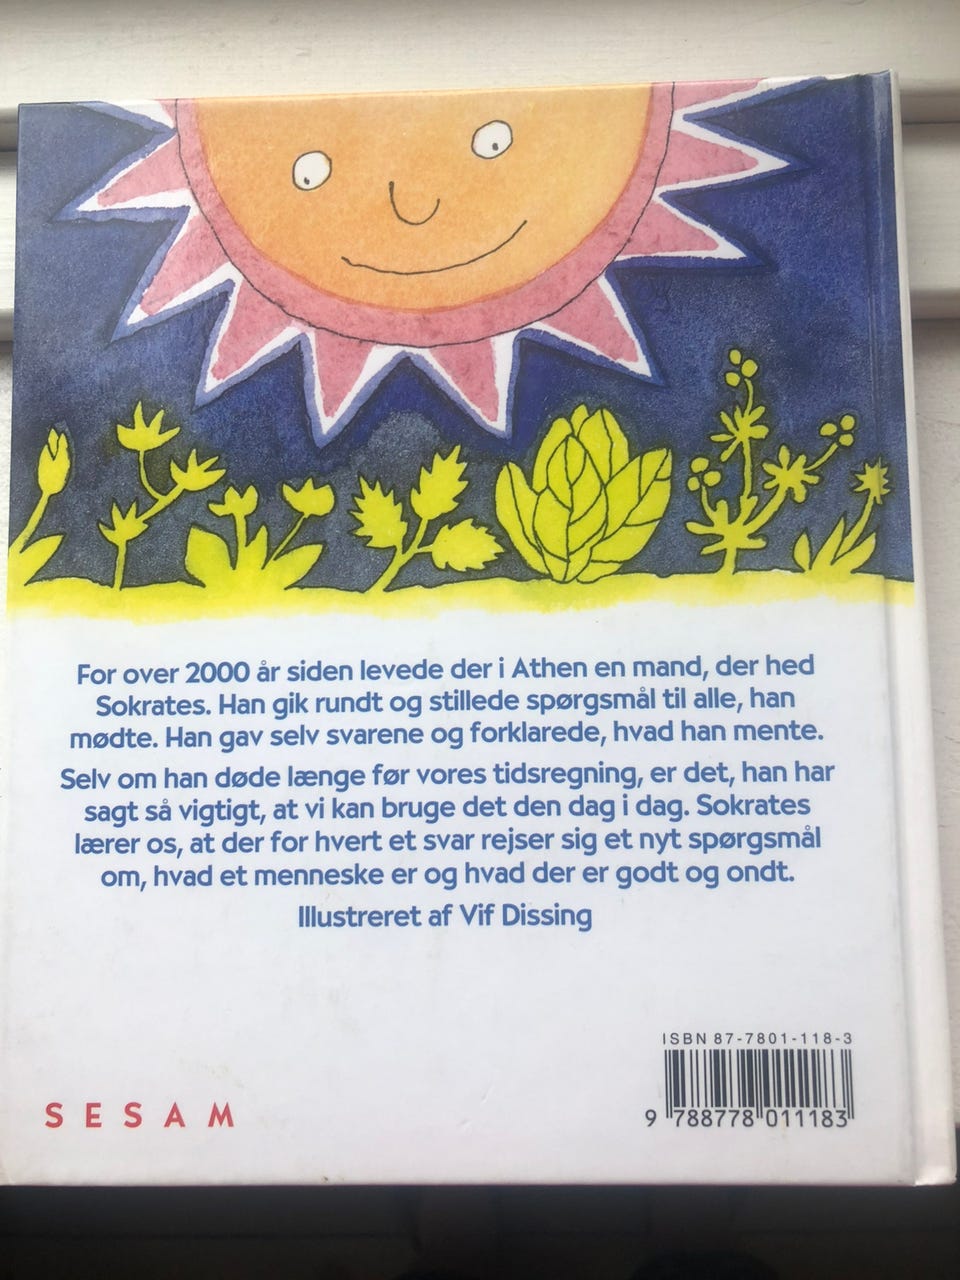 For over 2000 år siden levede der i Athen en mand, der hed
Sokrates. Han gik rundt og stillede spørgsmål til alle, han
mødte. Han gav selv svarene og forklarede, hvad han mente.
Selv om han døde længe før vores tidsregning, er det, han har
sagt så vigtigt, at vi kan bruge det den dag i dag. Sokrates
lærer os, at der for hvert et svar rejser sig et nyt spørgsmål
om, hvad et menneske er og hvad der er godt og ondt.
Illustreret af Vif Dissing
ISBN 87-7801-118-3
9 788778 011183
SESAM